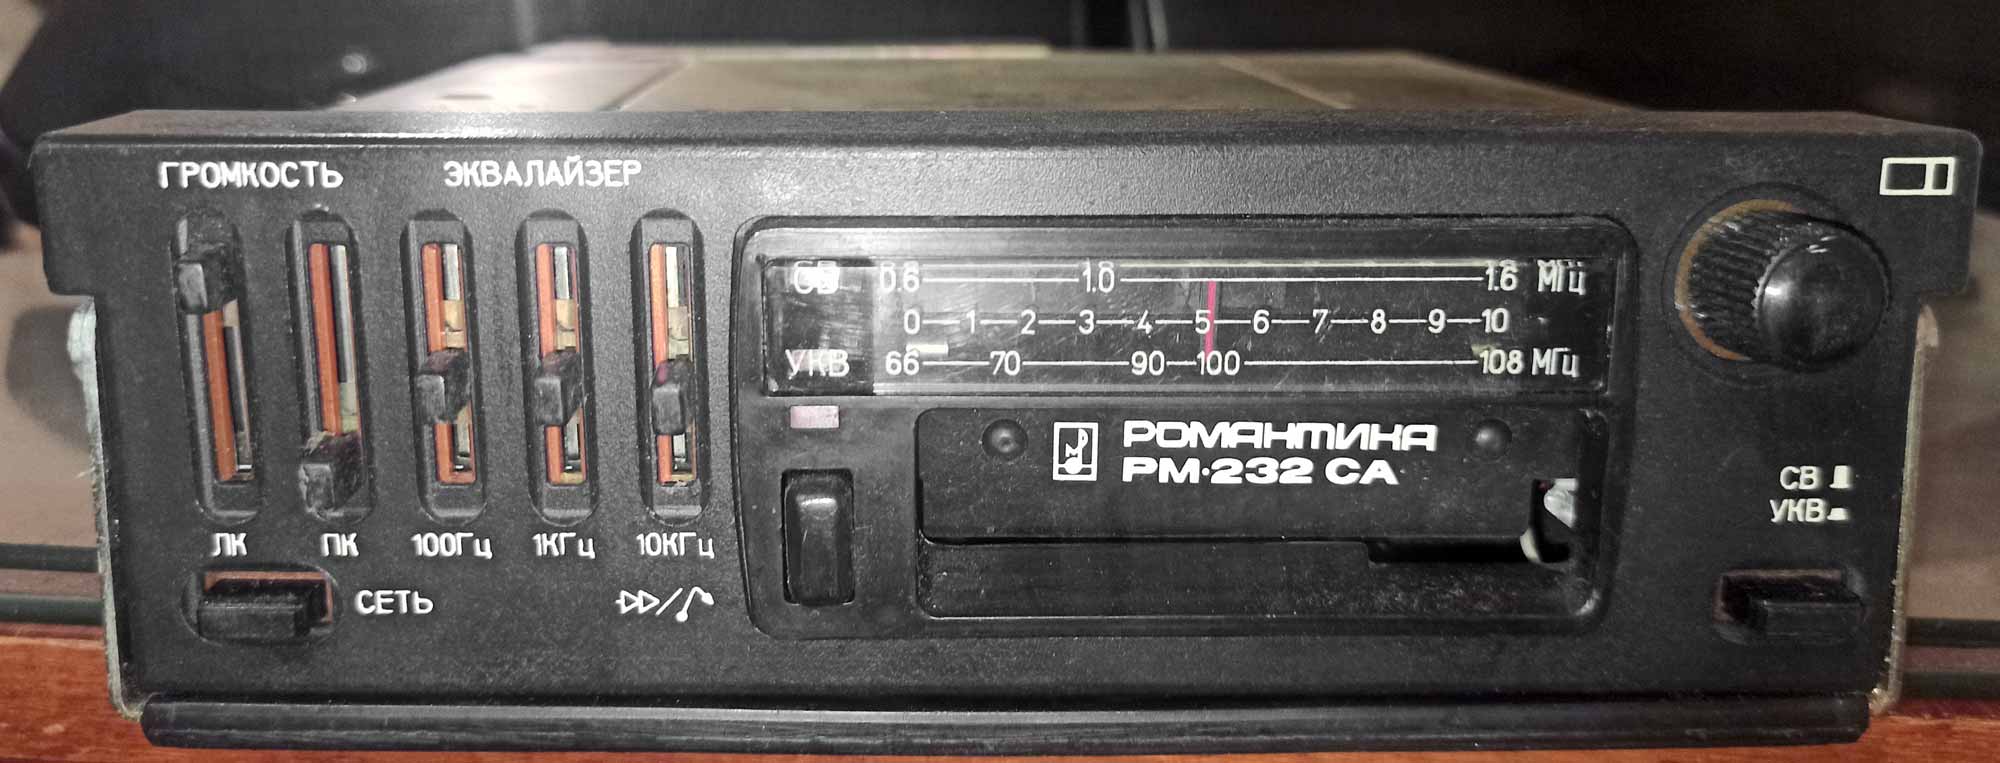 ГРОМКОСТЬ ЭКВАЛАЙЗЕР
СВ 0.6 1.0 1.6 МГц
0 1 2 3 4 5 6 7 8 9 10
УКВ 66 70 90 100 108 МГц
РОМАНТИКА
РМ·232 СА
СВ
УКВ
ЛК ПК 100Гц 1КГц 10КГц
СЕТЬ